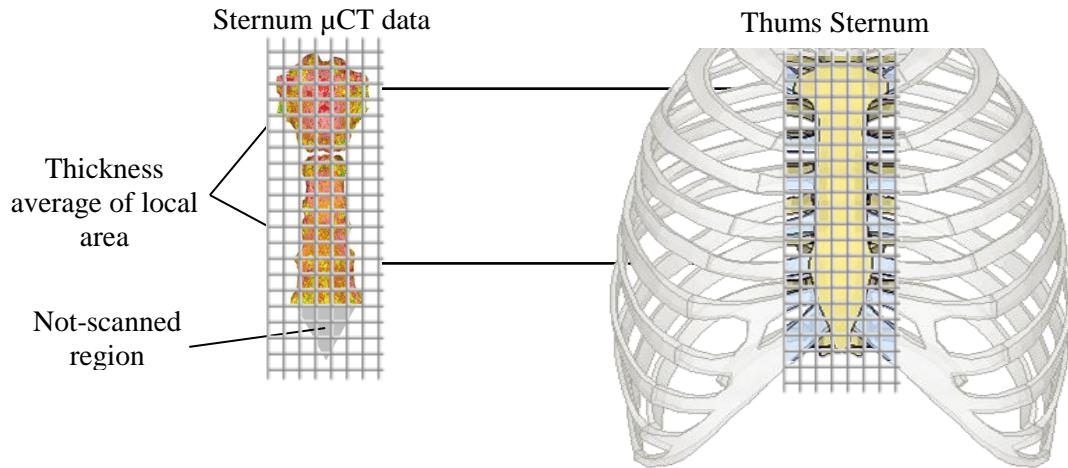 Sternum μCT data
Thums Sternum
Thickness
average of local
area
Not-scanned
region